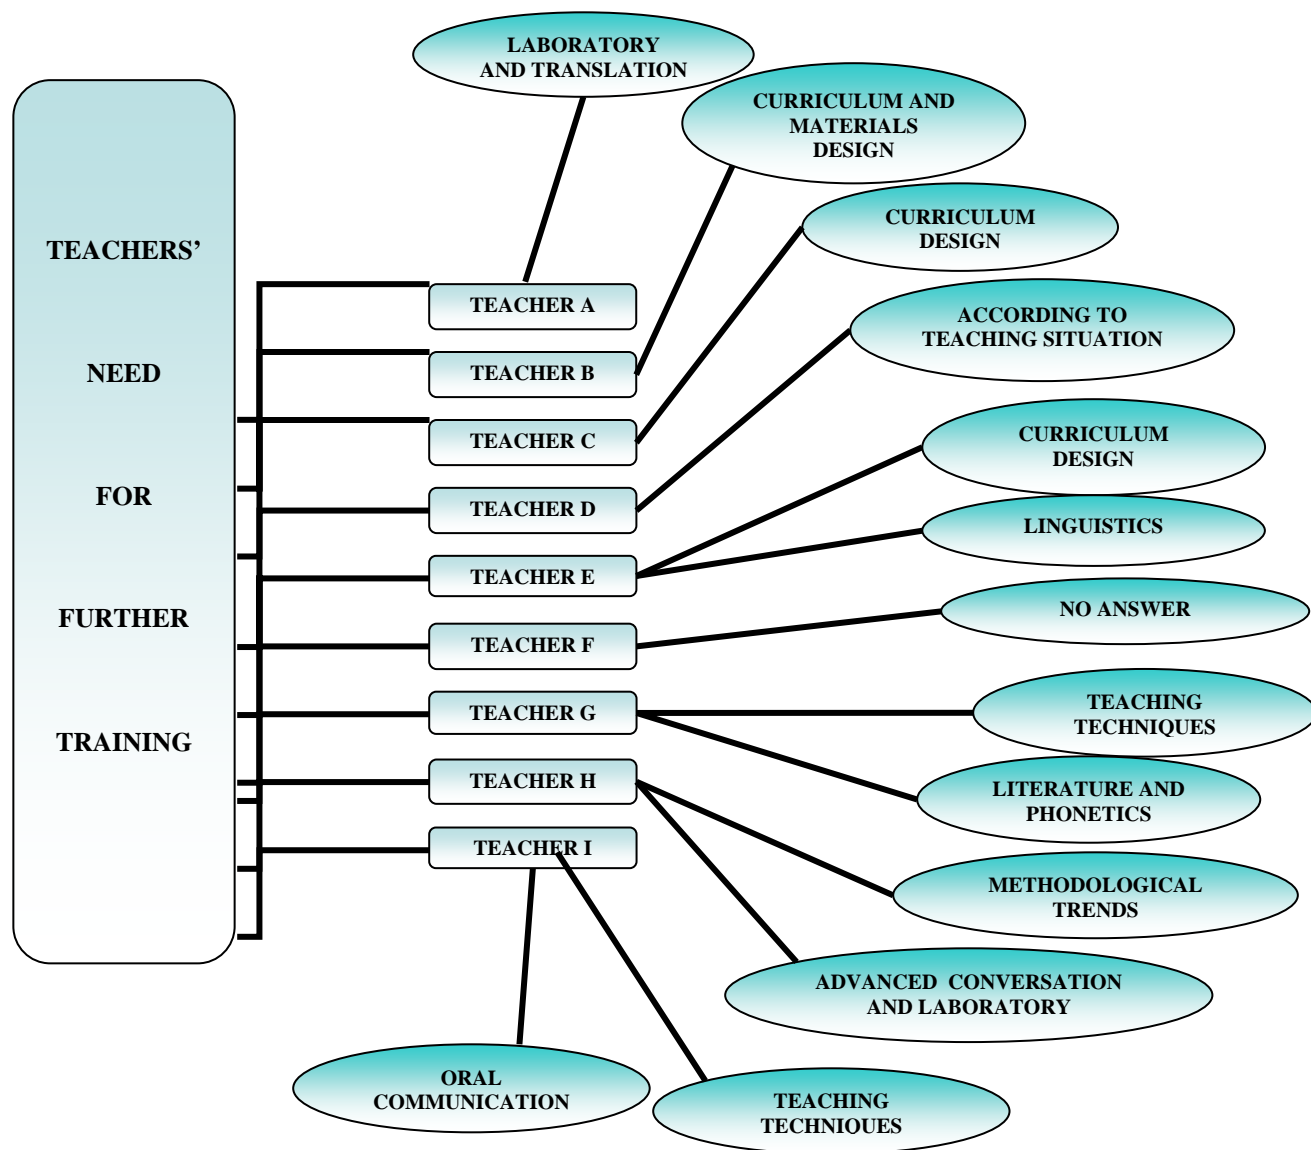 LABORATORY
AND TRANSLATION
CURRICULUM AND
MATERIALS
DESIGN
CURRICULUM
DESIGN
ACCORDING TO
TEACHING SITUATION
CURRICULUM
DESIGN
LINGUISTICS
NO ANSWER
TEACHING
TECHNIQUES
LITERATURE AND
PHONETICS
METHODOLOGICAL
TRENDS
ADVANCED CONVERSATION
AND LABORATORY
TEACHING
TECHNIOUES
ORAL
COMMUNICATION
TEACHERS’
NEED
FOR
FURTHER
TRAINING
TEACHER A
TEACHER B
TEACHER C
TEACHER D
TEACHER E
TEACHER F
TEACHER G
TEACHER H
TEACHER I